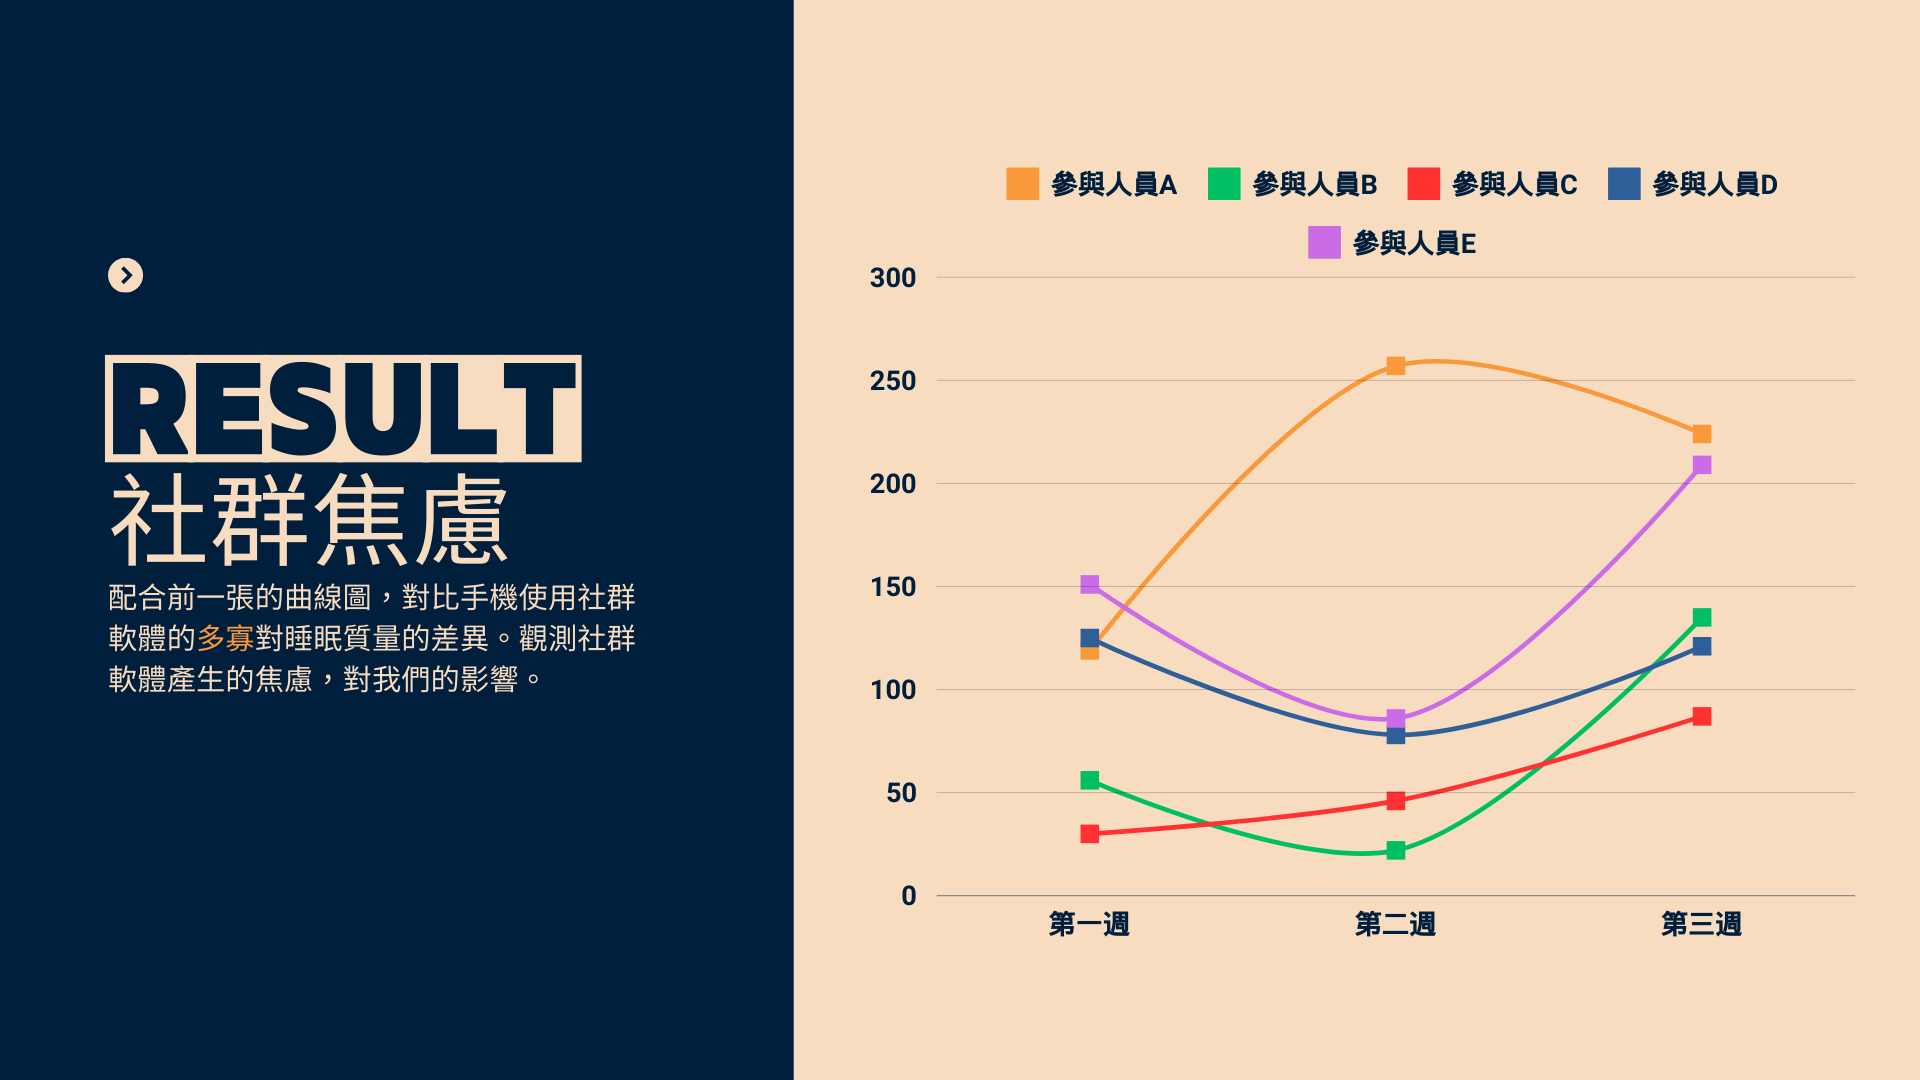 RESULT
社群焦慮
配合前一張的曲線圖，對比手機使用社群
軟體的多寡對睡眠質量的差異。觀測社群
軟體產生的焦慮，對我們的影響。
參與人員A 參與人員B 參與人員C 參與人員D
參與人員E
300
250
200
150
100
50
0
第一週 第二週 第三週